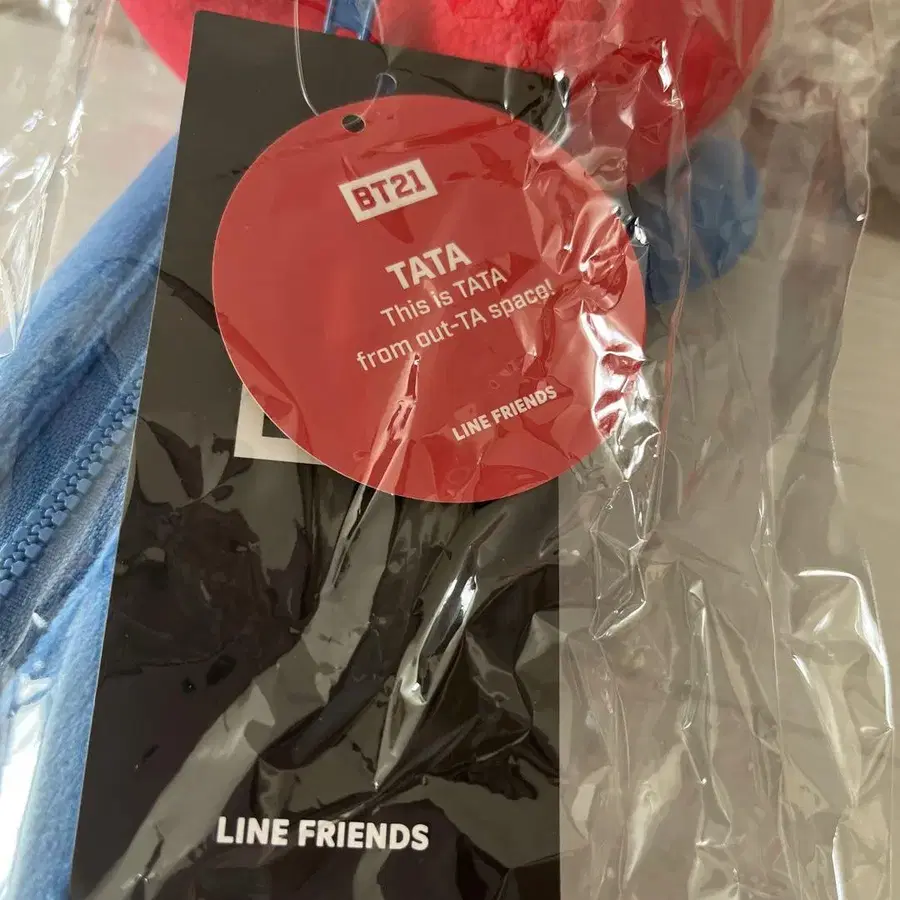 BT21
TATA
This is TATA
from out-TA space!
LINE FRIENDS
LINE FRIENDS